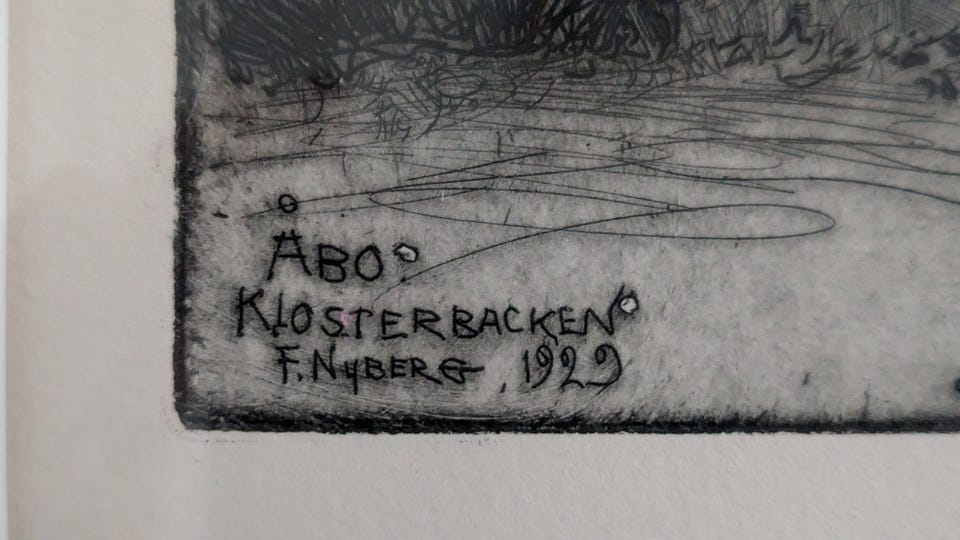 ÅBO
KLOSTERBACKEN
F. NYBERG, 1929